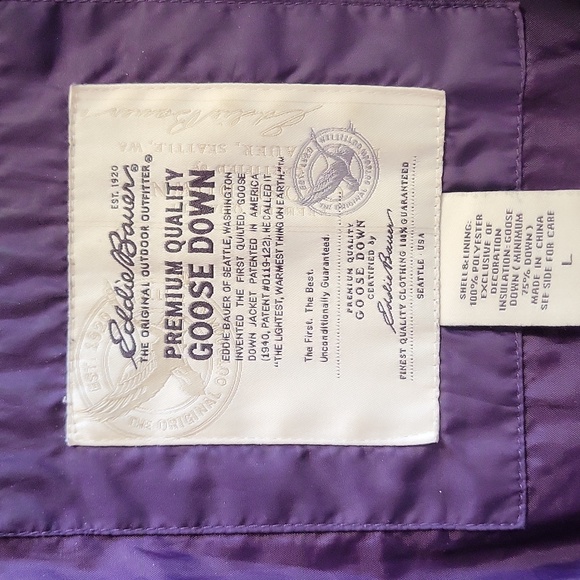 EST. 1920
Eddie Bauer®
THE ORIGINAL OUTDOOR OUTFITTER®
PREMIUM QUALITY
GOOSE DOWN
EDDIE BAUER OF SEATTLE, WASHINGTON
INVENTED THE FIRST QUILTED, GOOSE
DOWN JACKET PATENTED IN AMERICA
(1940, PATENT #D119422). HE CALLED IT
"THE LIGHTEST, WARMEST THING ON EARTH."™
The First. The Best.
Unconditionally Guaranteed.
PREMIUM QUALITY
GOOSE DOWN
CERTIFIED by
Eddie Bauer
FINEST QUALITY CLOTHING 100% GUARANTEED
SEATTLE USA
SHELL & LINING:
100% POLYESTER
EXCLUSIVE OF
DECORATION
INSULATION: GOOSE
DOWN (MINIMUM
75% DOWN)
MADE IN CHINA
SEE SIDE FOR CARE
L